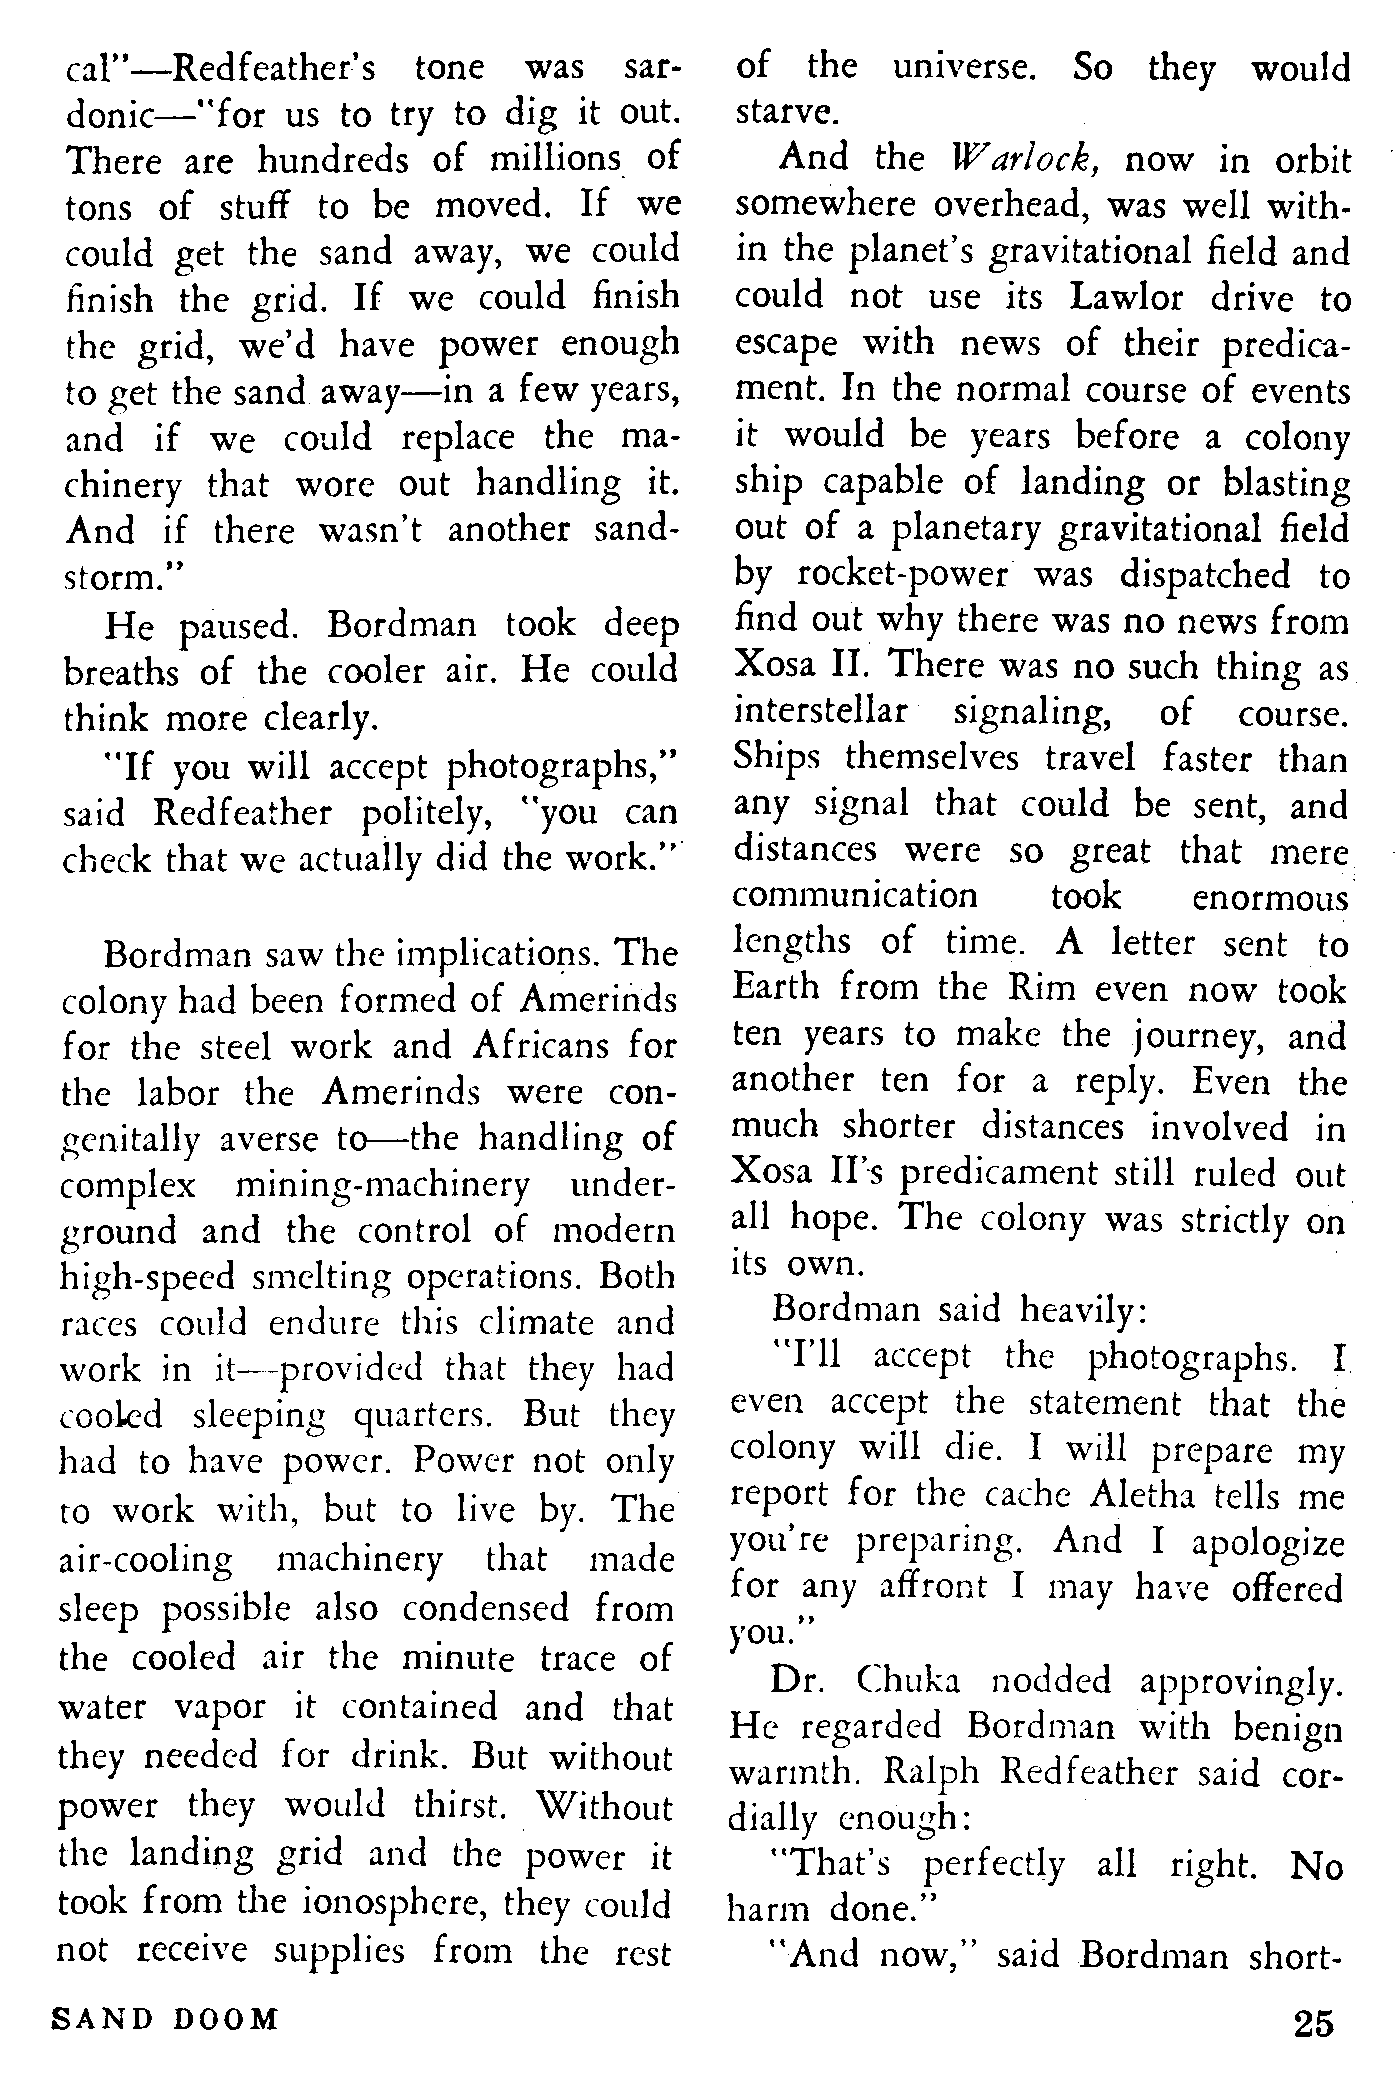 cal"—Redfeather's tone was sar-
donic—"for us to try to dig it out.
There are hundreds of millions of
tons of stuff to be moved. If we
could get the sand away, we could
finish the grid. If we could finish
the grid, we'd have power enough
to get the sand away—in a few years,
and if we could replace the ma-
chinery that wore out handling it.
And if there wasn't another sand-
storm."
He paused. Bordman took deep
breaths of the cooler air. He could
think more clearly.
"If you will accept photographs,"
said Redfeather politely, "you can
check that we actually did the work."
Bordman saw the implications. The
colony had been formed of Amerinds
for the steel work and Africans for
the labor the Amerinds were con-
genitally averse to—the handling of
complex mining-machinery under-
ground and the control of modern
high-speed smelting operations. Both
races could endure this climate and
work in it—provided that they had
cooled sleeping quarters. But they
had to have power. Power not only
to work with, but to live by. The
air-cooling machinery that made
sleep possible also condensed from
the cooled air the minute trace of
water vapor it contained and that
they needed for drink. But without
power they would thirst. Without
the landing grid and the power it
took from the ionosphere, they could
not receive supplies from the rest
of the universe. So they would
starve.
And the Warlock, now in orbit
somewhere overhead, was well with-
in the planet's gravitational field and
could not use its Lawlor drive to
escape with news of their predica-
ment. In the normal course of events
it would be years before a colony
ship capable of landing or blasting
out of a planetary gravitational field
by rocket-power was dispatched to
find out why there was no news from
Xosa II. There was no such thing as
interstellar signaling, of course.
Ships themselves travel faster than
any signal that could be sent, and
distances were so great that mere
communication took enormous
lengths of time. A letter sent to
Earth from the Rim even now took
ten years to make the journey, and
another ten for a reply. Even the
much shorter distances involved in
Xosa II's predicament still ruled out
all hope. The colony was strictly on
its own.
Bordman said heavily:
"I'll accept the photographs. I
even accept the statement that the
colony will die. I will prepare my
report for the cache Aletha tells me
you're preparing. And I apologize
for any affront I may have offered
you."
Dr. Chuka nodded approvingly.
He regarded Bordman with benign
warmth. Ralph Redfeather said cor-
dially enough:
"That's perfectly all right. No
harm done."
"And now," said Bordman short-
SAND DOOM 25